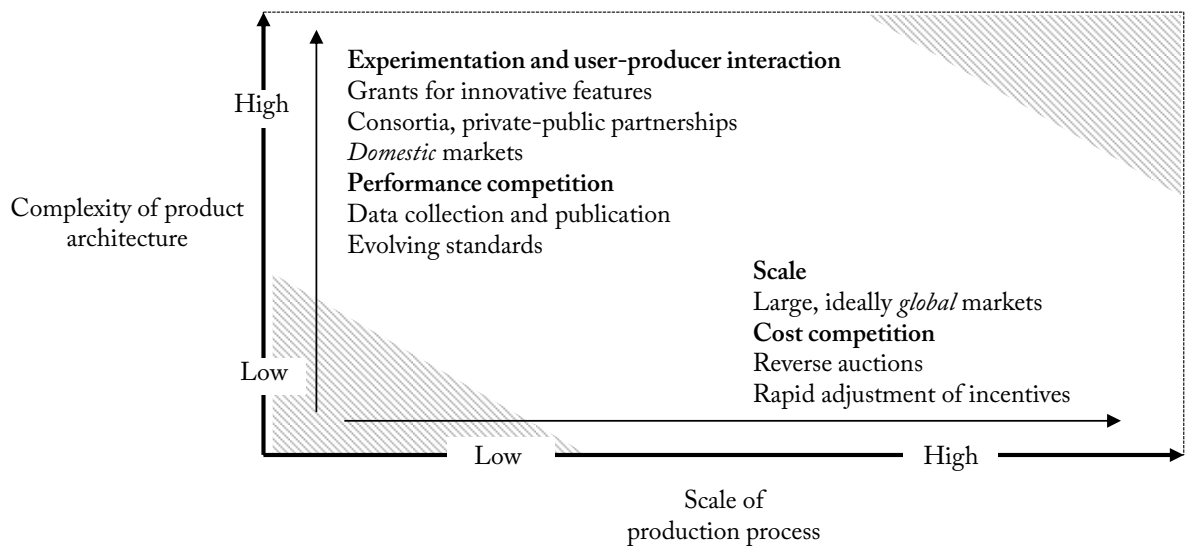 Experimentation and user-producer interaction
Grants for innovative features
Consortia, private-public partnerships
Domestic markets
Performance competition
Data collection and publication
Evolving standards
High
Complexity of product
architecture
Low
Scale
Large, ideally global markets
Cost competition
Reverse auctions
Rapid adjustment of incentives
Low
High
Scale of
production process